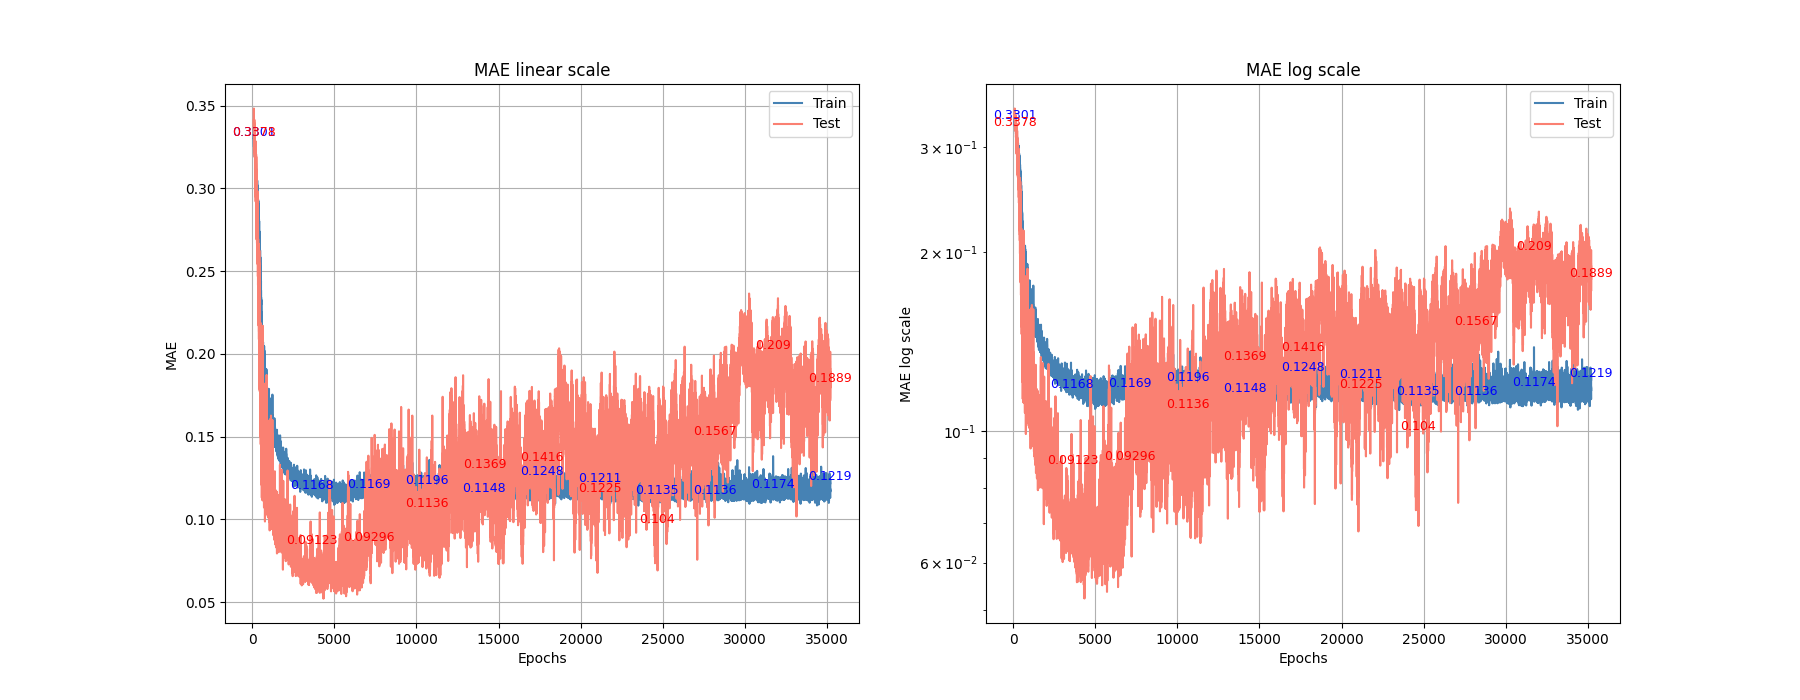 MAE linear scale
Train
Test
0.35
0.30
0.25
0.20
0.15
0.10
0.05
MAE
0 5000 10000 15000 20000 25000 30000 35000
Epochs
0.3378
0.1168 0.1169 0.1196 0.1148 0.1248 0.1211 0.1135 0.1136 0.1174 0.1219
0.09123 0.09296 0.1136 0.1369 0.1416 0.1225 0.104 0.1567 0.209 0.1889
MAE log scale
Train
Test
3 × 10⁻¹
2 × 10⁻¹
10⁻¹
6 × 10⁻²
MAE log scale
0 5000 10000 15000 20000 25000 30000 35000
Epochs
0.3301
0.3378
0.1168 0.1169 0.1196 0.1148 0.1248 0.1211 0.1135 0.1136 0.1174 0.1219
0.09123 0.09296 0.1136 0.1369 0.1416 0.1225 0.104 0.1567 0.209 0.1889